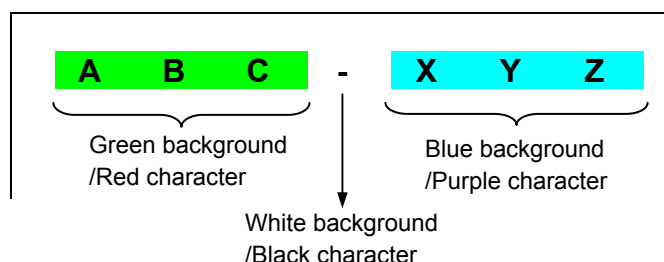 A B C - X Y Z
Green background
/Red character
Blue background
/Purple character
White background
/Black character